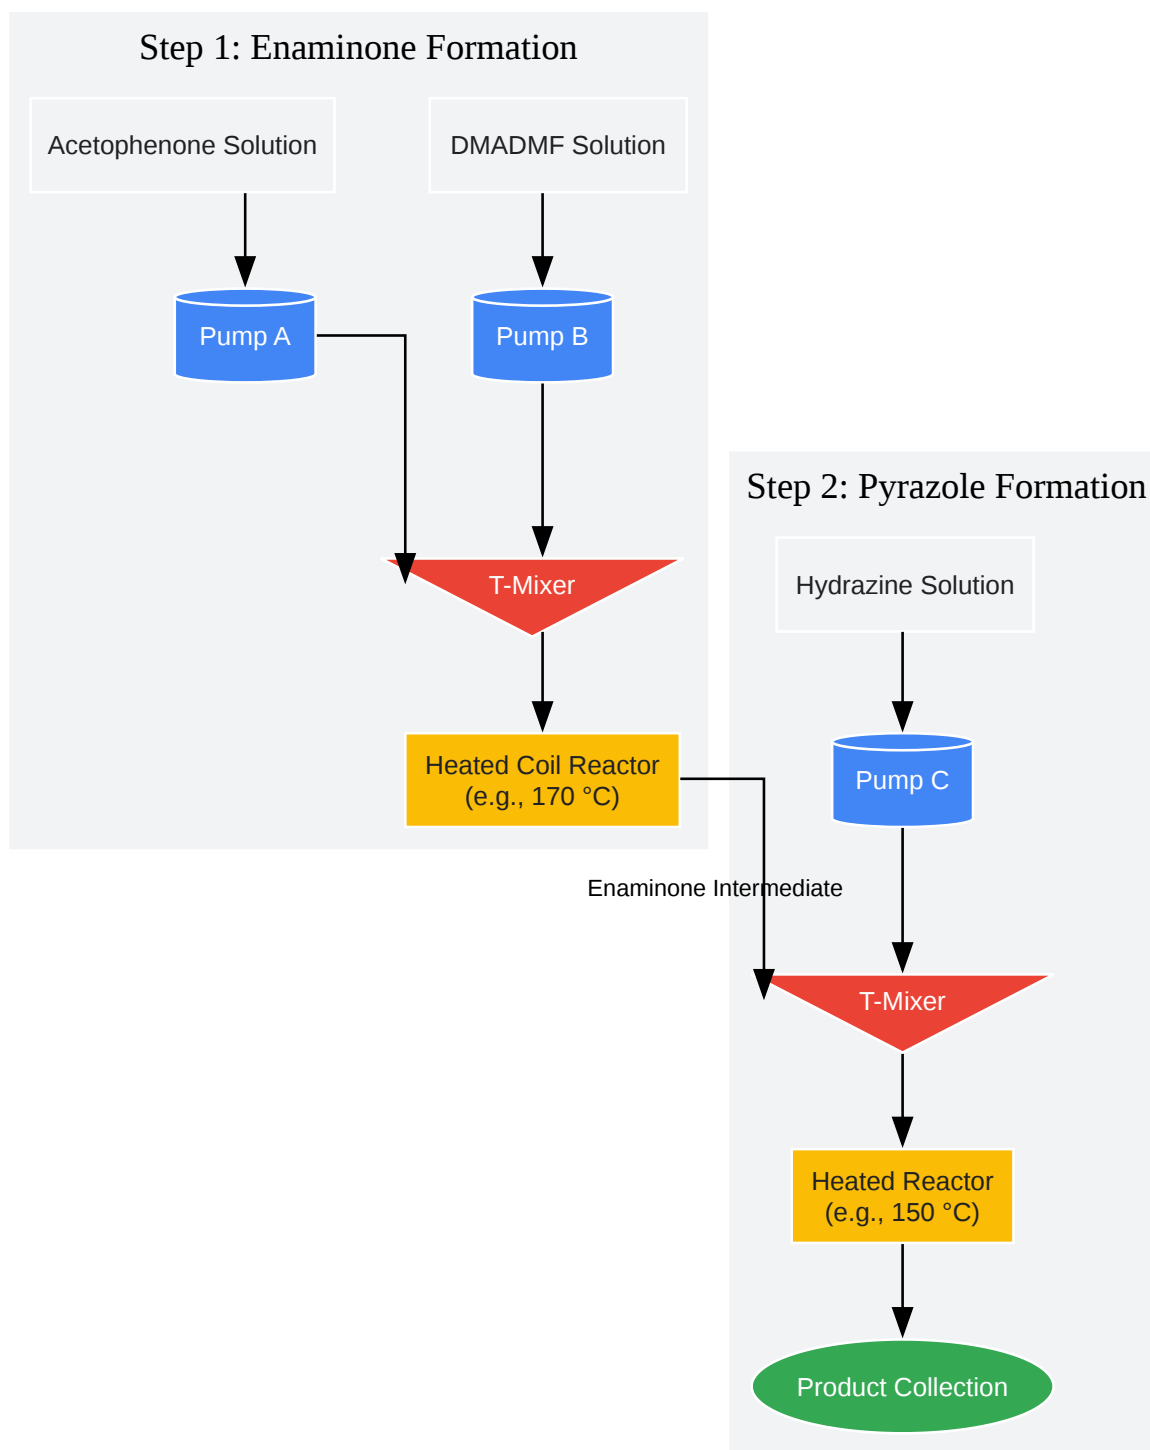 Step 1: Enaminone Formation
Acetophenone Solution
DMADMF Solution
Pump A
Pump B
T-Mixer
Heated Coil Reactor
(e.g., 170 °C)
Enaminone Intermediate
Step 2: Pyrazole Formation
Hydrazine Solution
Pump C
T-Mixer
Heated Reactor
(e.g., 150 °C)
Product Collection